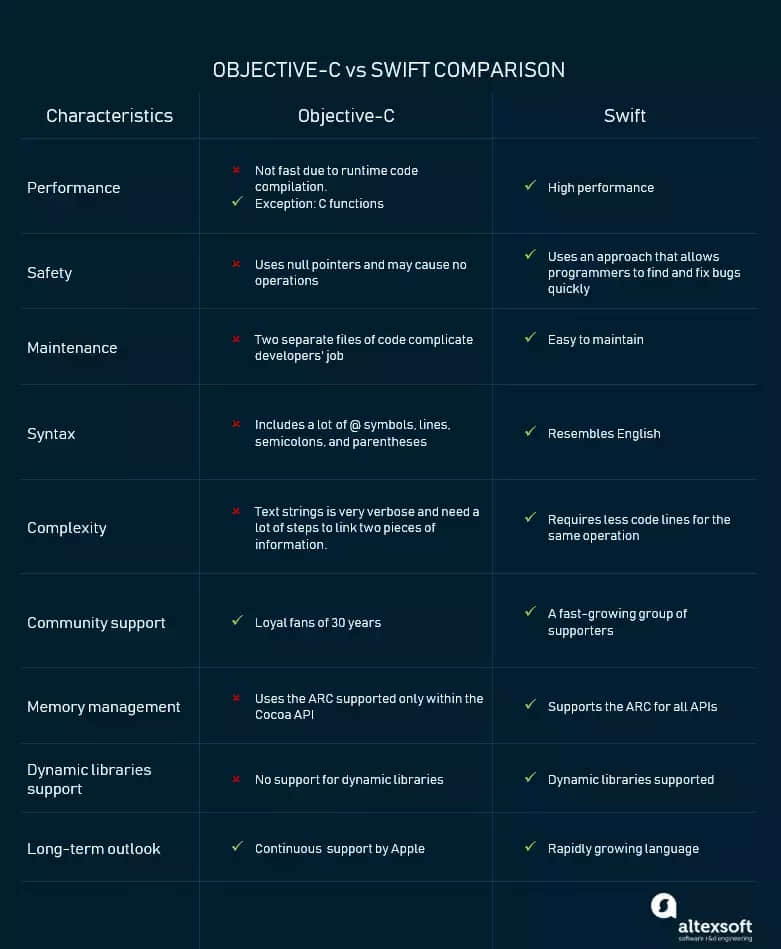 OBJECTIVE-C vs SWIFT COMPARISON
Characteristics
Objective-C
Swift
Performance
Not fast due to runtime code
compilation.
Exception: C functions
High performance
Safety
Uses null pointers and may cause no
operations
Uses an approach that allows
programmers to find and fix bugs
quickly
Maintenance
Two separate files of code complicate
developers' job
Easy to maintain
Syntax
Includes a lot of @ symbols, lines,
semicolons, and parentheses
Resembles English
Complexity
Text strings is very verbose and need a
lot of steps to link two pieces of
information.
Requires less code lines for the
same operation
Community support
Loyal fans of 30 years
A fast-growing group of
supporters
Memory management
Uses the ARC supported only within the
Cocoa API
Supports the ARC for all APIs
Dynamic libraries
support
No support for dynamic libraries
Dynamic libraries supported
Long-term outlook
Continuous support by Apple
Rapidly growing language
altexsoft
software r&d engineering